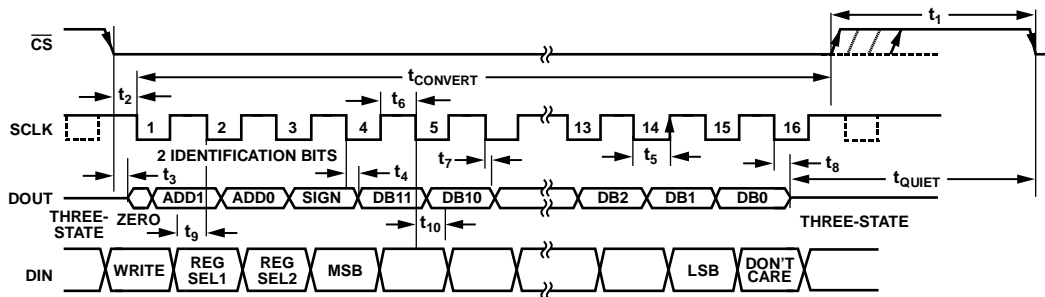 t1
CS
tCONVERT
t2
t6
SCLK
1 2 3 4 5 13 14 15 16
2 IDENTIFICATION BITS
t7
t5
t8
t3
t4
tQUIET
DOUT
ADD1 ADD0 SIGN DB11 DB10 DB2 DB1 DB0
THREE-STATE
ZERO
t9
t10
THREE-STATE
DIN
WRITE
REG SEL1
REG SEL2
MSB
LSB
DON'T CARE